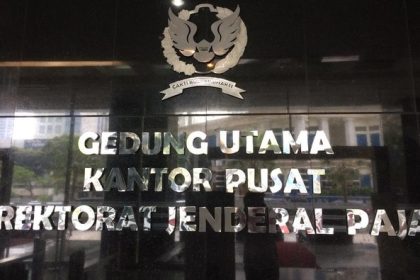 GEDUNG UTAMA
KANTOR PUSAT
REKTORAT JENDERAL PAJA